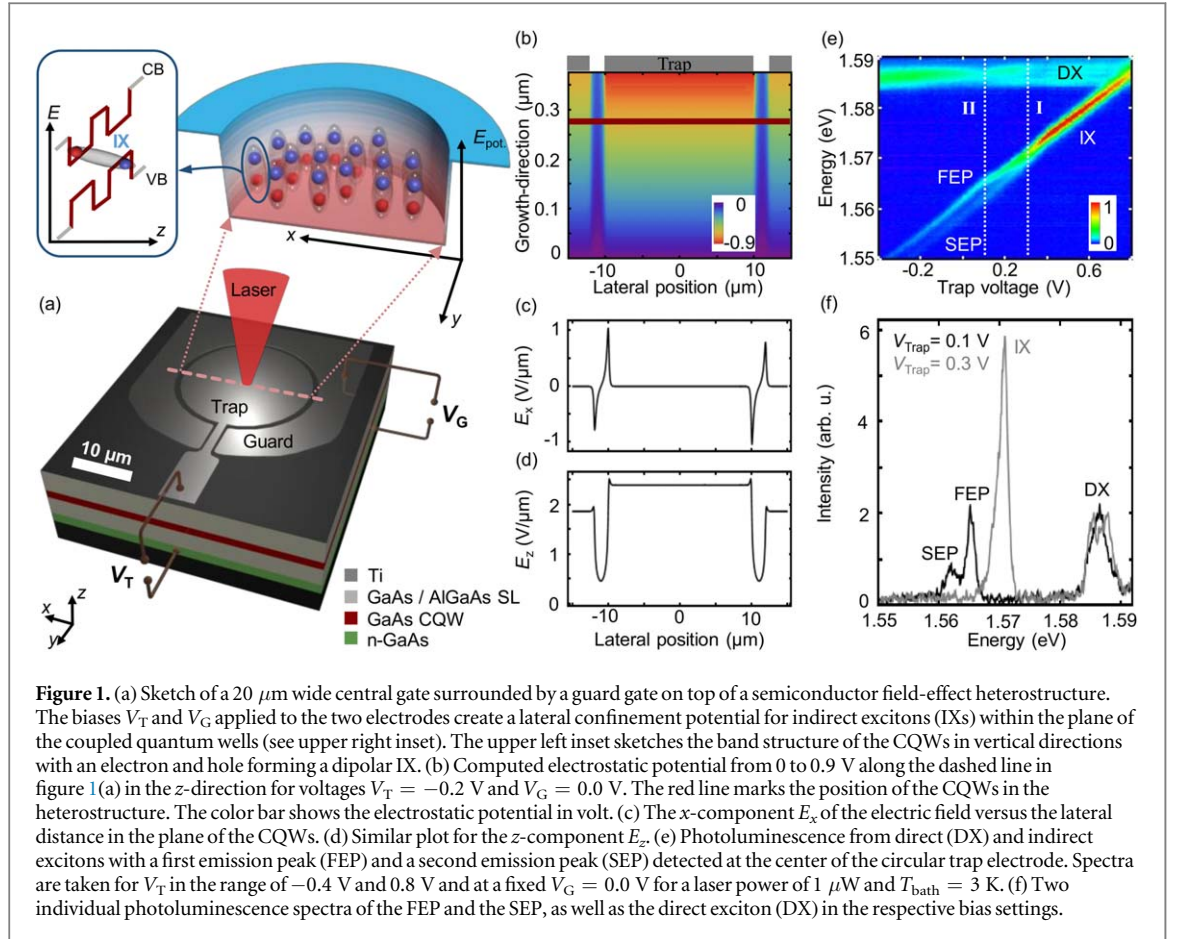 CB
E
IX
VB
z
E pot.
x
y
(a)
Laser
Trap
Guard
10 μm
V G
V T
x
z
y
Ti
GaAs / AlGaAs SL
GaAs CQW
n-GaAs
(b)
Trap
Growth-direction (μm)
0.3
0.2
0.1
0
0
-0.9
-10
0
10
Lateral position (μm)
(c)
E x (V/μm)
1
0
-1
(d)
E z (V/μm)
2
1
0
-10
0
10
Lateral position (μm)
(e)
Energy (eV)
1.59
1.58
1.57
1.56
1.55
DX
II
I
IX
FEP
SEP
1
0
-0.2
0.2
0.6
Trap voltage (V)
(f)
Intensity (arb. u.)
6
4
2
0
V Trap = 0.1 V
V Trap = 0.3 V
IX
FEP
SEP
DX
1.55
1.56
1.57
1.58
1.59
Energy (eV)
Figure 1. (a) Sketch of a 20 μm wide central gate surrounded by a guard gate on top of a semiconductor field-effect heterostructure.
The biases V T and V G applied to the two electrodes create a lateral confinement potential for indirect excitons (IXs) within the plane of
the coupled quantum wells (see upper right inset). The upper left inset sketches the band structure of the CQWs in vertical directions
with an electron and hole forming a dipolar IX. (b) Computed electrostatic potential from 0 to 0.9 V along the dashed line in
figure 1(a) in the z-direction for voltages V T = −0.2 V and V G = 0.0 V. The red line marks the position of the CQWs in the
heterostructure. The color bar shows the electrostatic potential in volt. (c) The x-component E x of the electric field versus the lateral
distance in the plane of the CQWs. (d) Similar plot for the z-component E z. (e) Photoluminescence from direct (DX) and indirect
excitons with a first emission peak (FEP) and a second emission peak (SEP) detected at the center of the circular trap electrode. Spectra
are taken for V T in the range of −0.4 V and 0.8 V and at a fixed V G = 0.0 V for a laser power of 1 μW and T bath = 3 K. (f) Two
individual photoluminescence spectra of the FEP and the SEP, as well as the direct exciton (DX) in the respective bias settings.